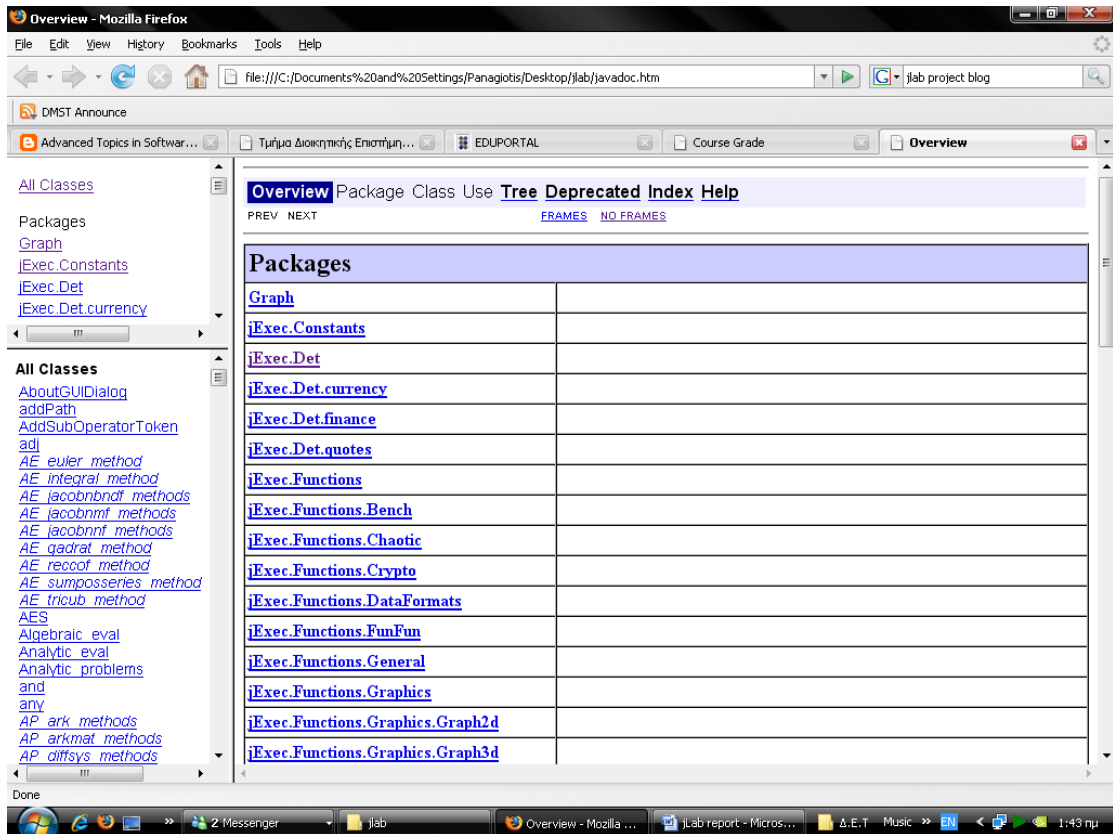 Overview - Mozilla Firefox
File Edit View History Bookmarks Tools Help
file:///C:/Documents%20and%20Settings/Panagiotis/Desktop/jlab/javadoc.htm
G jlab project blog
DMST Announce
Advanced Topics in Softwar...
Τμήμα Διοικητικής Επιστήμη...
EDUPORTAL
Course Grade
Overview
All Classes
Packages
Graph
jExec.Constants
jExec.Det
jExec.Det.currency
All Classes
AboutGUIDialog
addPath
AddSubOperatorToken
adj
AE_euler_method
AE_integral_method
AE_jacobnbndf_methods
AE_jacobnmf_methods
AE_jacobnnf_methods
AE_qadrat_method
AE_reccof_method
AE_sumposseries_method
AE_tricub_method
AES
Algebraic_eval
Analytic_eval
Analytic_problems
and
any
AP_ark_methods
AP_arkmat_methods
AP_diffsys_methods
Overview Package Class Use Tree Deprecated Index Help
PREV NEXT FRAMES NO FRAMES
Packages
Graph
jExec.Constants
jExec.Det
jExec.Det.currency
jExec.Det.finance
jExec.Det.quotes
jExec.Functions
jExec.Functions.Bench
jExec.Functions.Chaotic
jExec.Functions.Crypto
jExec.Functions.DataFormats
jExec.Functions.FunFun
jExec.Functions.General
jExec.Functions.Graphics
jExec.Functions.Graphics.Graph2d
jExec.Functions.Graphics.Graph3d
Done
» 2 Messenger jlab Overview - Mozilla ... jLab report - Micros... Δ.Ε.Τ Music » EN < 1:43 πμ